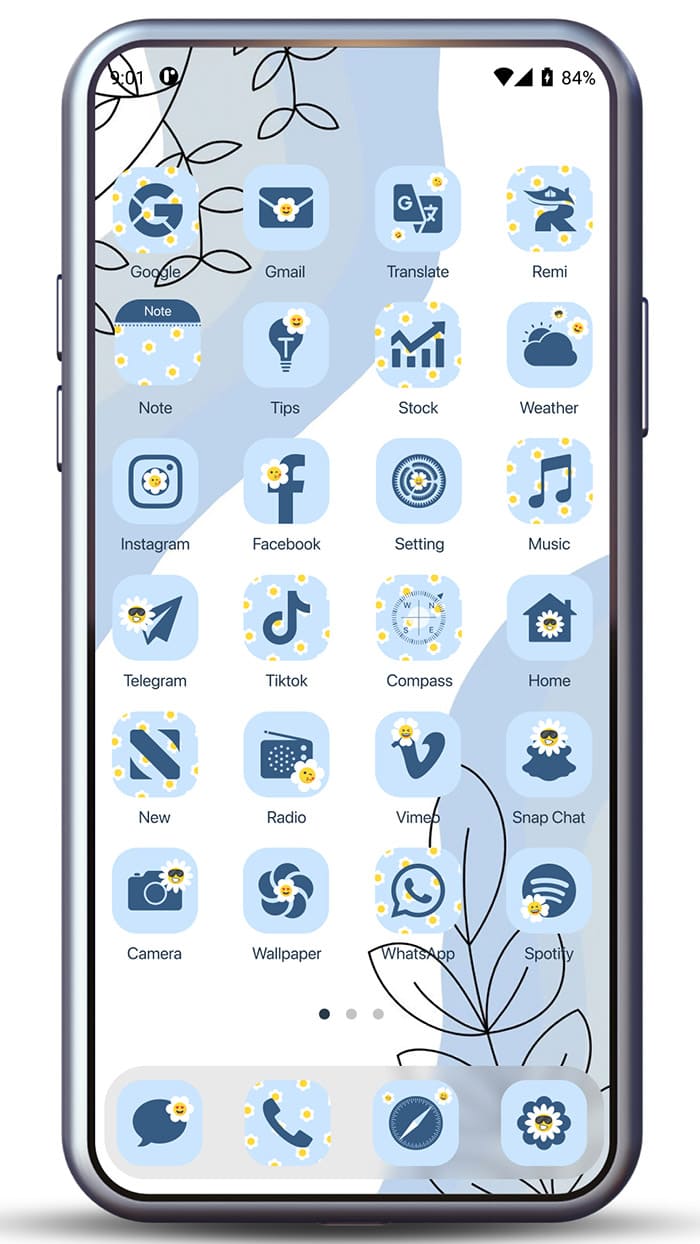 9:01 84%
Google Gmail Translate Remi
Note
Note Tips Stock Weather
Instagram Facebook Setting Music
W N
S E
Telegram Tiktok Compass Home
New Radio Vimeo Snap Chat
Camera Wallpaper WhatsApp Spotify